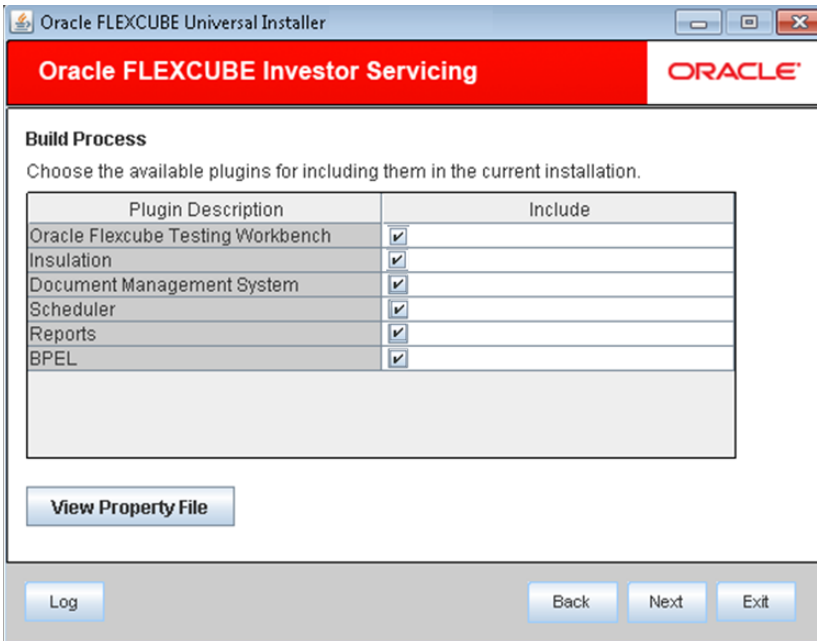 Oracle FLEXCUBE Universal Installer
Oracle FLEXCUBE Investor Servicing
ORACLE
Build Process
Choose the available plugins for including them in the current installation.
Plugin Description Include
Oracle Flexcube Testing Workbench
Insulation
Document Management System
Scheduler
Reports
BPEL
View Property File
Log Back Next Exit